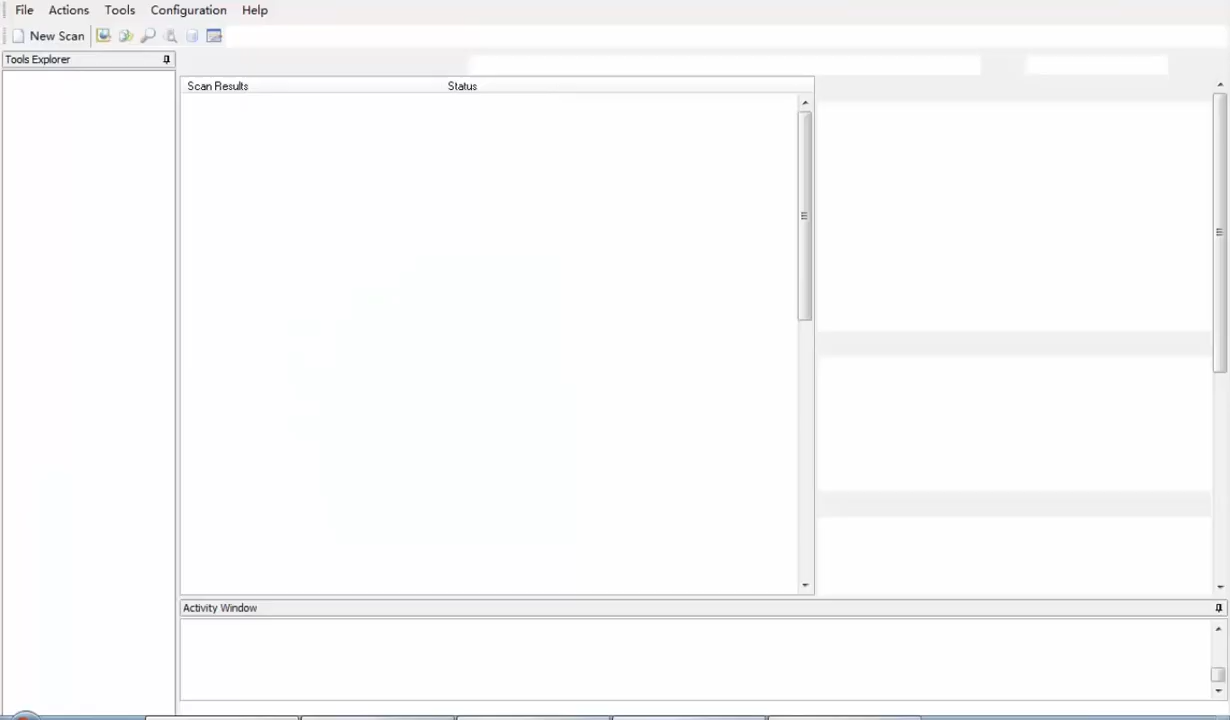 File Actions Tools Configuration Help
New Scan
Tools Explorer
Scan Results Status
Activity Window